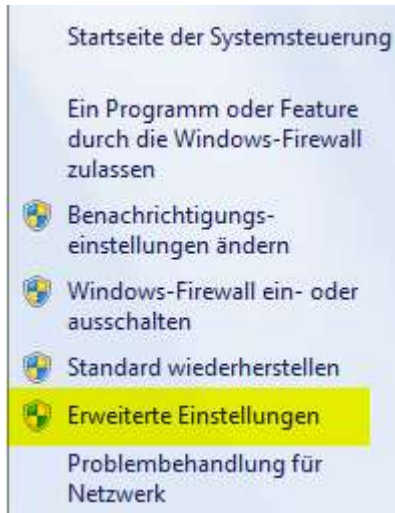 Startseite der Systemsteuerung
Ein Programm oder Feature
durch die Windows-Firewall
zulassen
Benachrichtigungs-
einstellungen ändern
Windows-Firewall ein- oder
ausschalten
Standard wiederherstellen
Erweiterte Einstellungen
Problembehandlung für
Netzwerk